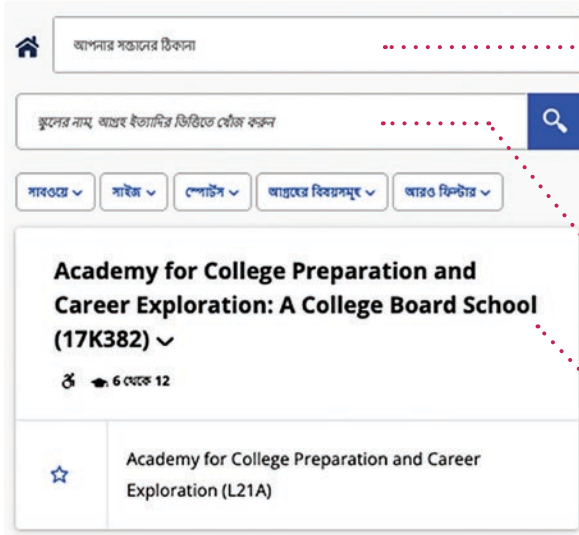 আপনার সন্তানের ঠিকানা
স্কুলের নাম, আগ্রহ ইত্যাদির ভিত্তিতে খোঁজ করুন
সাবওয়ে সাইজ স্পোর্টস আগ্রহের বিষয়সমূহ আরও ফিল্টার
Academy for College Preparation and
Career Exploration: A College Board School
(17K382)
6 থেকে 12
Academy for College Preparation and Career
Exploration (L21A)